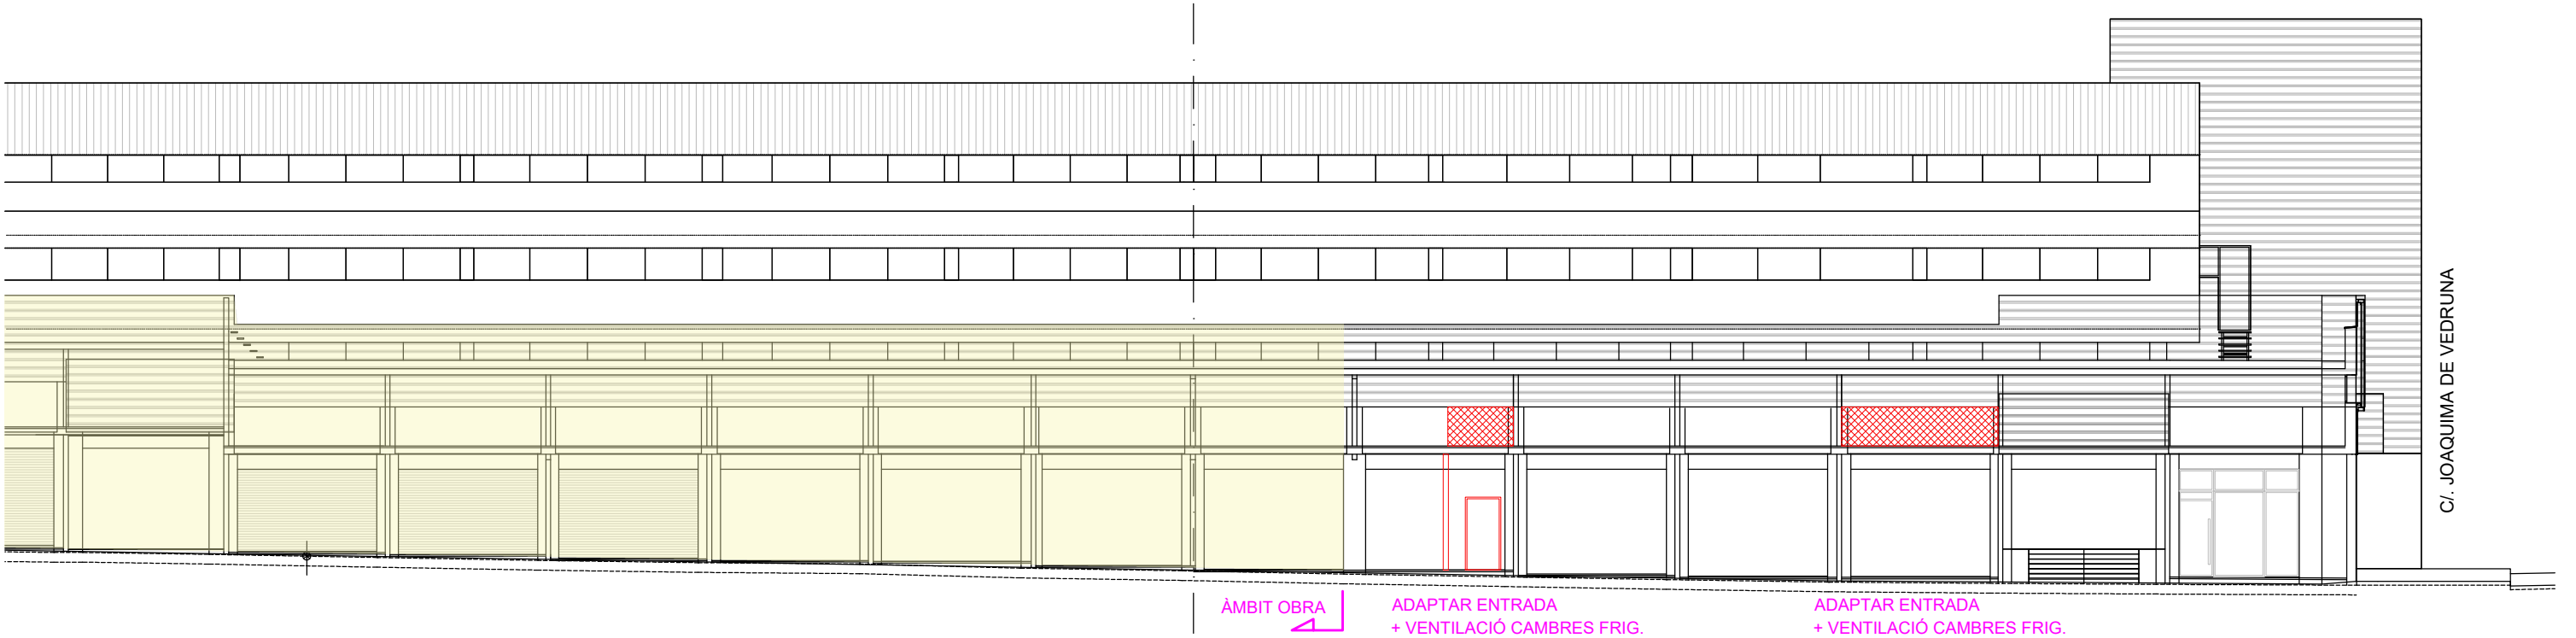 C/. JOAQUIMA DE VEDRUNA
ÀMBIT OBRA
ADAPTAR ENTRADA
+ VENTILACIÓ CAMBRES FRIG.
ADAPTAR ENTRADA
+ VENTILACIÓ CAMBRES FRIG.